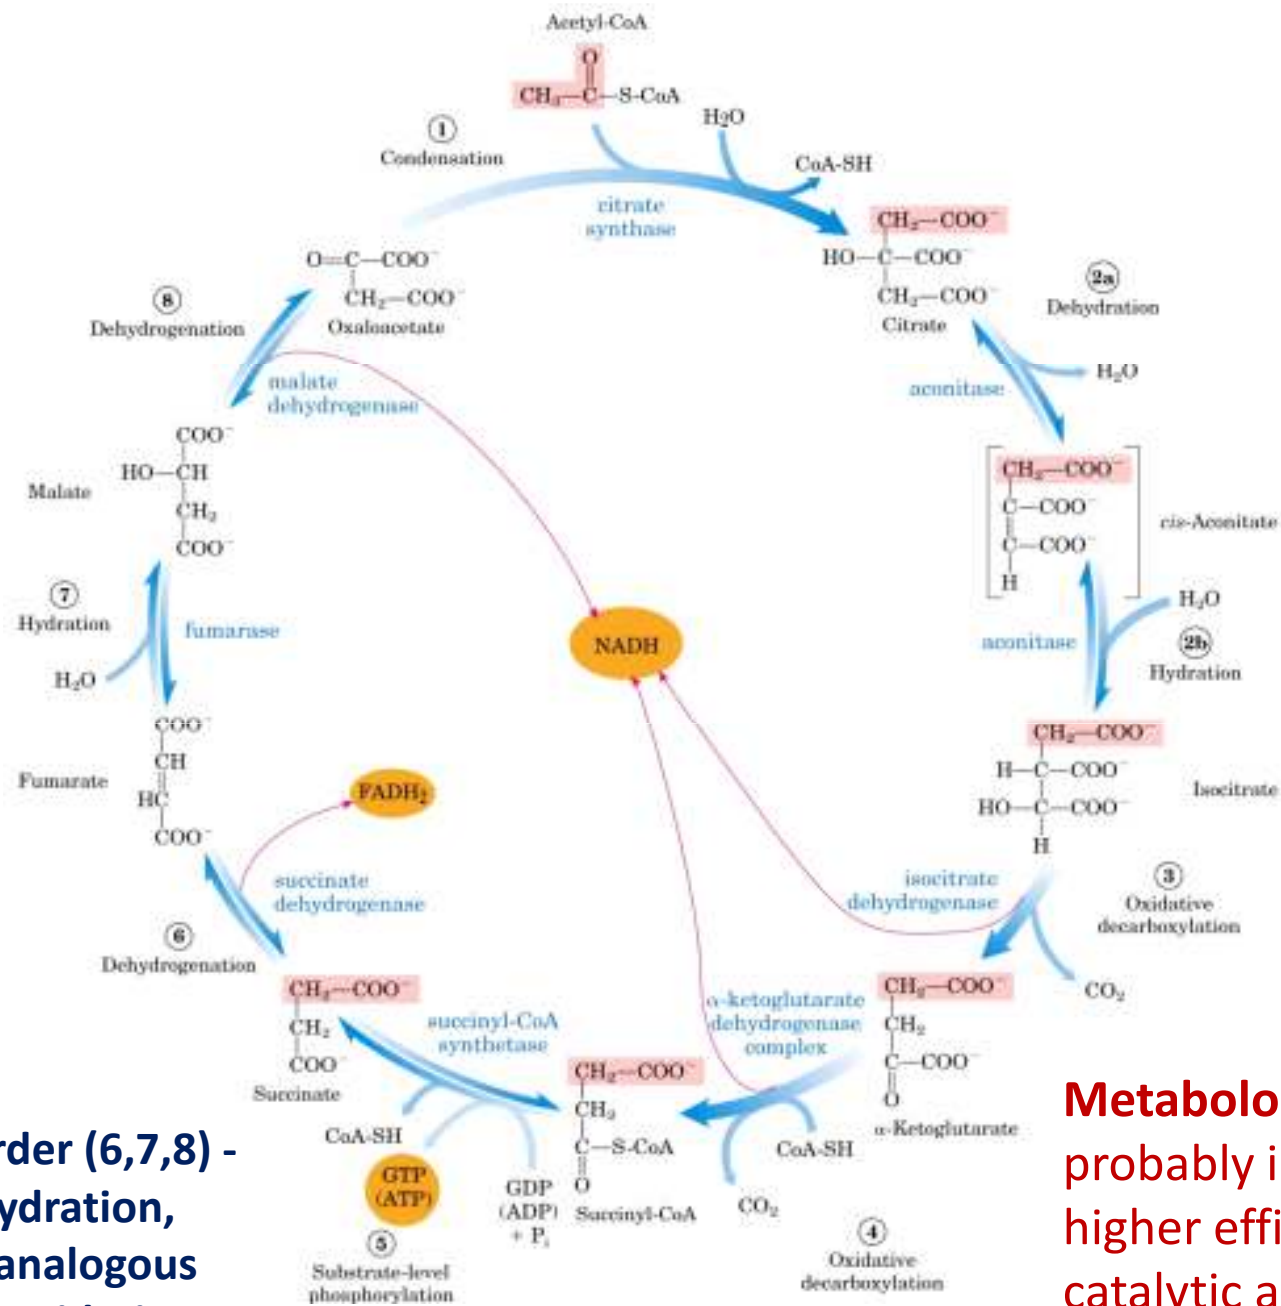 Acetyl-CoA
O
CH₃—C—S-CoA
H₂O
① 
Condensation
CoA-SH
citrate
synthase
CH₂—COO⁻
HO—C—COO⁻
CH₂—COO⁻
Citrate
2a
Dehydration
H₂O
aconitase
O=C—COO⁻
CH₂—COO⁻
Oxaloacetate
⑧
Dehydrogenation
malate
dehydrogenase
COO⁻
HO—CH
CH₂
COO⁻
Malate
CH₂—COO⁻
C—COO⁻
C—COO⁻
H
cis-Aconitate
⑦
Hydration
fumarase
H₂O
NADH
aconitase
H₂O
2b
Hydration
COO⁻
CH
HC
COO⁻
Fumarate
FADH₂
CH₂—COO⁻
H—C—COO⁻
HO—C—COO⁻
H
Isocitrate
succinate
dehydrogenase
isocitrate
dehydrogenase
③
Oxidative
decarboxylation
CO₂
⑥
Dehydrogenation
CH₂—COO⁻
CH₂
COO⁻
Succinate
succinyl-CoA
synthetase
α-ketoglutarate
dehydrogenase
complex
CH₂—COO⁻
CH₂
C—COO⁻
O
α-Ketoglutarate
CH₂—COO⁻
CH₂
C—S-CoA
O
Succinyl-CoA
CoA-SH
GTP
(ATP)
GDP
(ADP)
+ Pᵢ
CO₂
CoA-SH
⑤
Substrate-level
phosphorylation
④
Oxidative
decarboxylation
rder (6,7,8) -
ydration,
analogous
Metabolo
probably i
higher effi
catalytic a